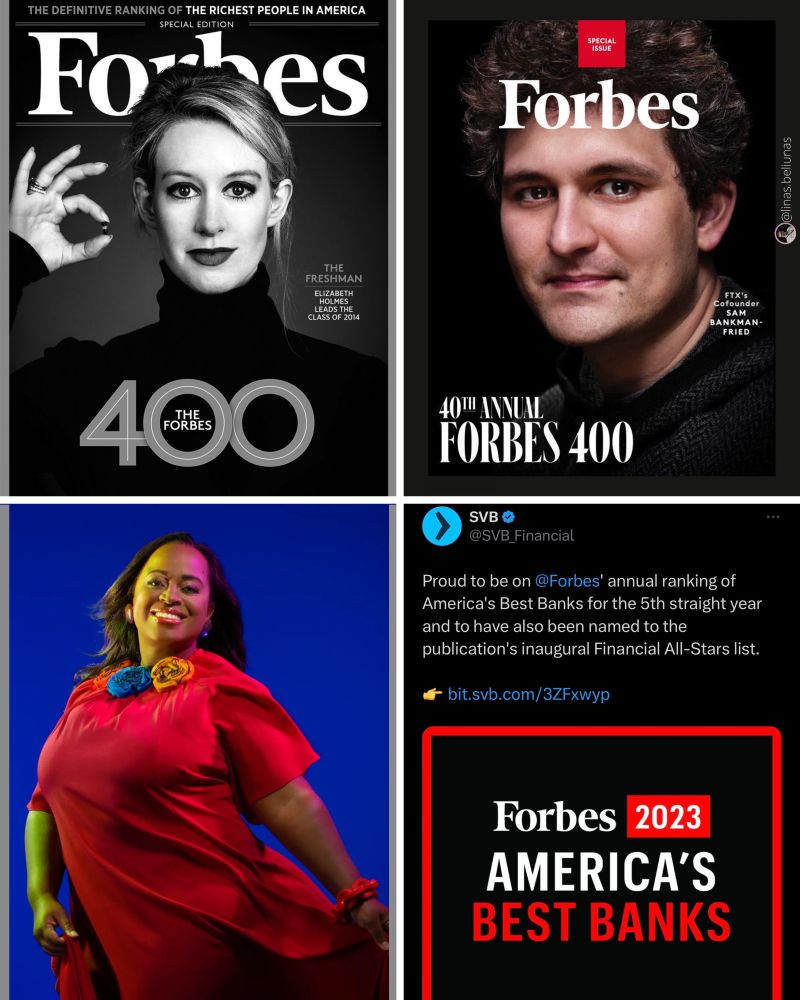 THE DEFINITIVE RANKING OF THE RICHEST PEOPLE IN AMERICA
SPECIAL EDITION
Forbes
THE
FRESHMAN
ELIZABETH
HOLMES
LEADS THE
CLASS OF 2014
400
THE
FORBES
SPECIAL
ISSUE
Forbes
@linas.beliunas
FTX's
Cofounder
SAM
BANKMAN-
FRIED
40TH ANNUAL
FORBES 400
SVB
@SVB_Financial
Proud to be on @Forbes' annual ranking of
America's Best Banks for the 5th straight year
and to have also been named to the
publication's inaugural Financial All-Stars list.
👉 bit.svb.com/3ZFxwyp
Forbes 2023
AMERICA'S
BEST BANKS